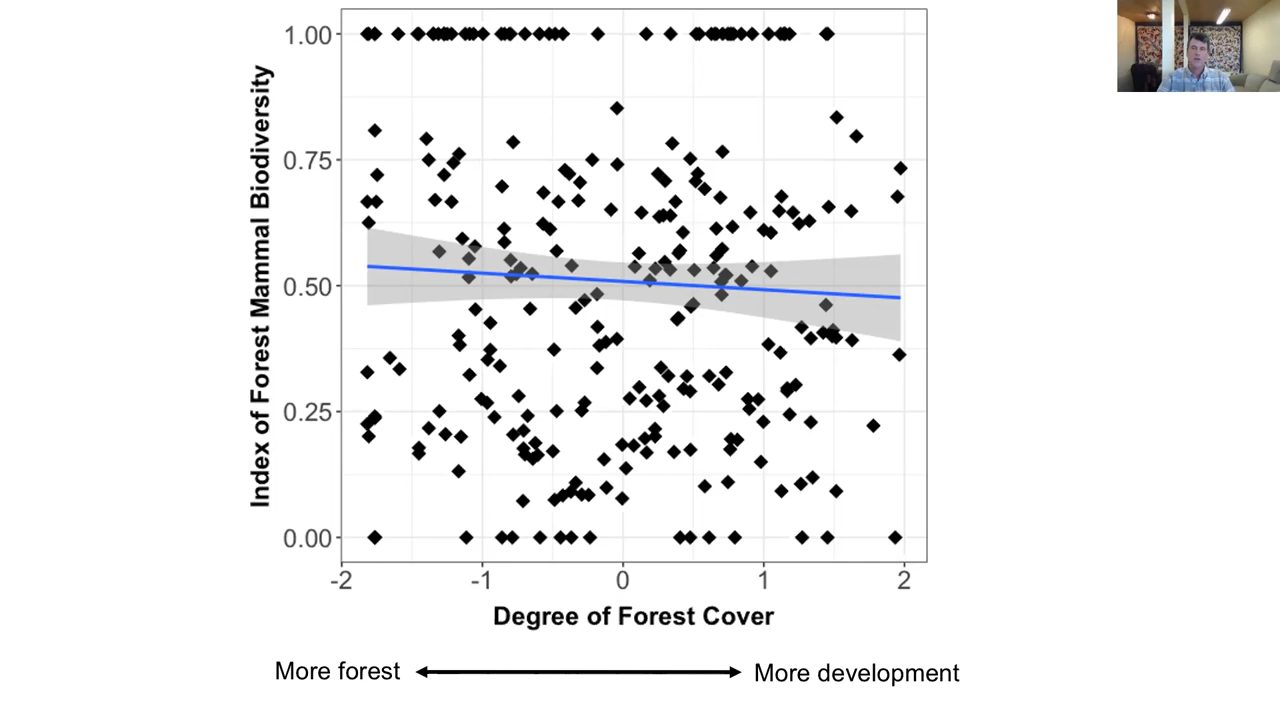 Index of Forest Mammal Biodiversity
1.00
0.75
0.50
0.25
0.00
-2 -1 0 1 2
Degree of Forest Cover
More forest More development